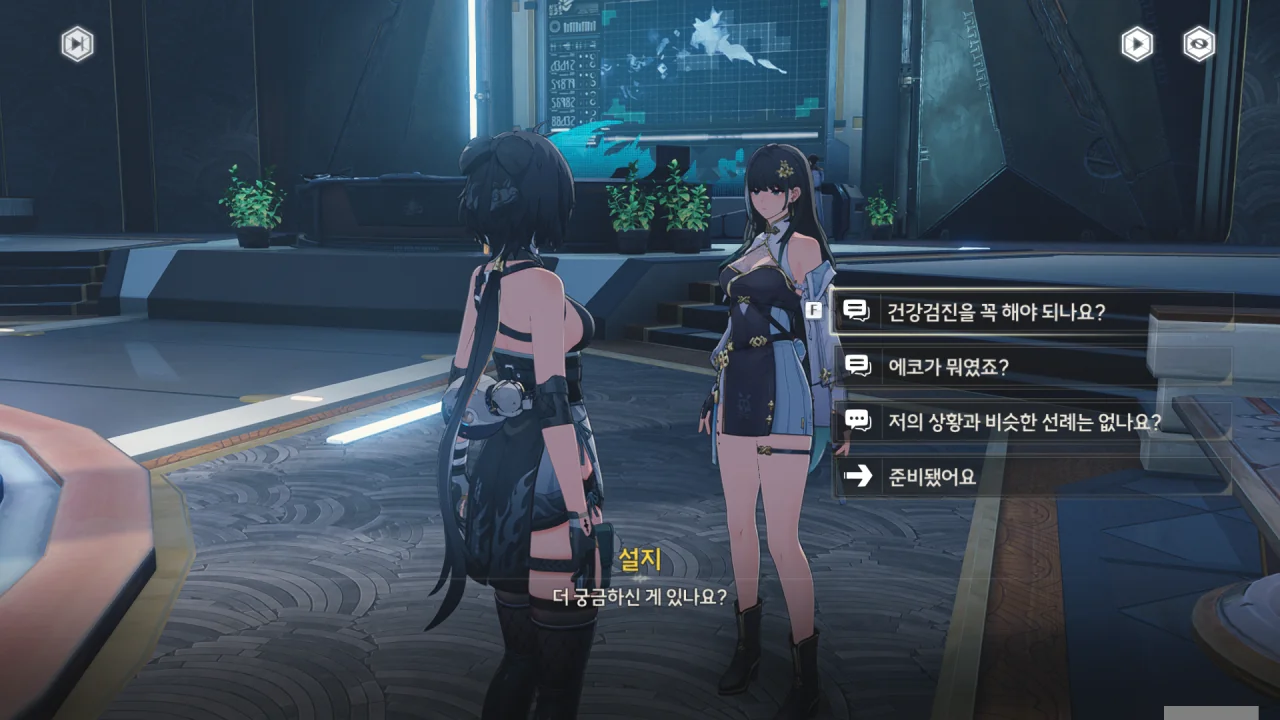 F
건강검진을 꼭 해야 되나요?
에코가 뭐였죠?
저의 상황과 비슷한 선례는 없나요?
준비됐어요
설지
더 궁금하신 게 있나요?